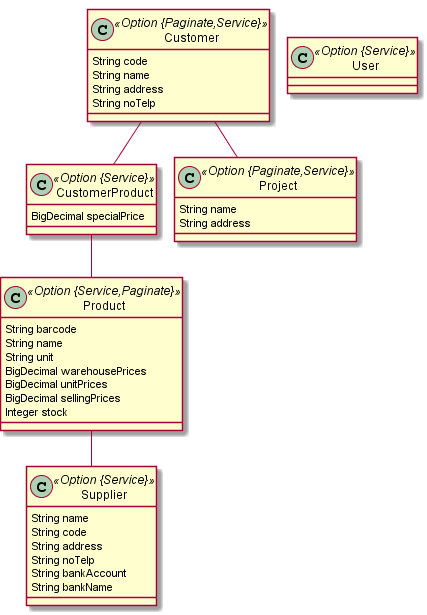 C «Option {Paginate,Service}»
Customer
String code
String name
String address
String noTelp
C «Option {Service}»
User
C «Option {Service}»
CustomerProduct
BigDecimal specialPrice
C «Option {Paginate,Service}»
Project
String name
String address
C «Option {Service,Paginate}»
Product
String barcode
String name
String unit
BigDecimal warehousePrices
BigDecimal unitPrices
BigDecimal sellingPrices
Integer stock
C «Option {Service}»
Supplier
String name
String code
String address
String noTelp
String bankAccount
String bankName